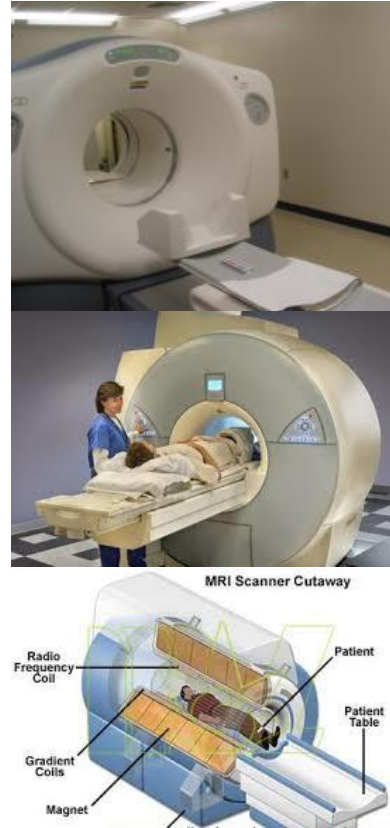 MRI Scanner Cutaway
Radio
Frequency
Coil
Patient
Patient
Table
Gradient
Coils
Magnet